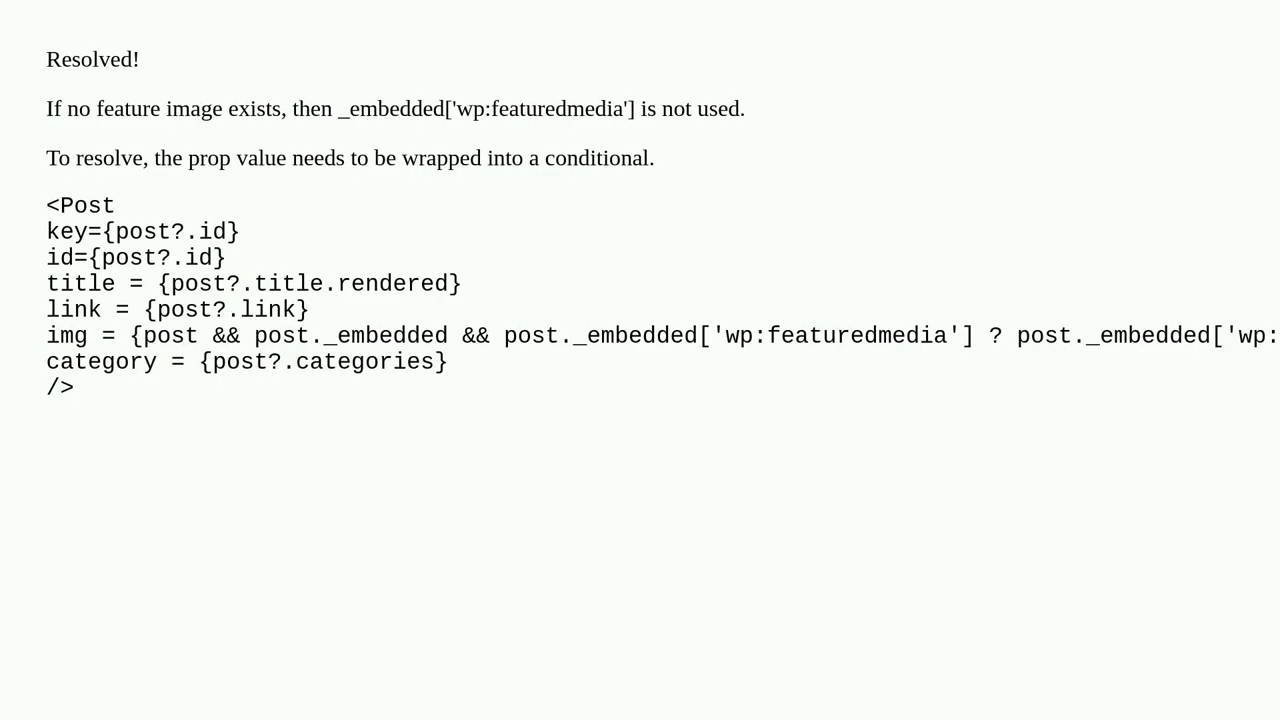 Resolved!
If no feature image exists, then _embedded['wp:featuredmedia'] is not used.
To resolve, the prop value needs to be wrapped into a conditional.
<Post
key={post?.id}
id={post?.id}
title = {post?.title.rendered}
link = {post?.link}
img = {post && post._embedded && post._embedded['wp:featuredmedia'] ? post._embedded['wp:
category = {post?.categories}
/>